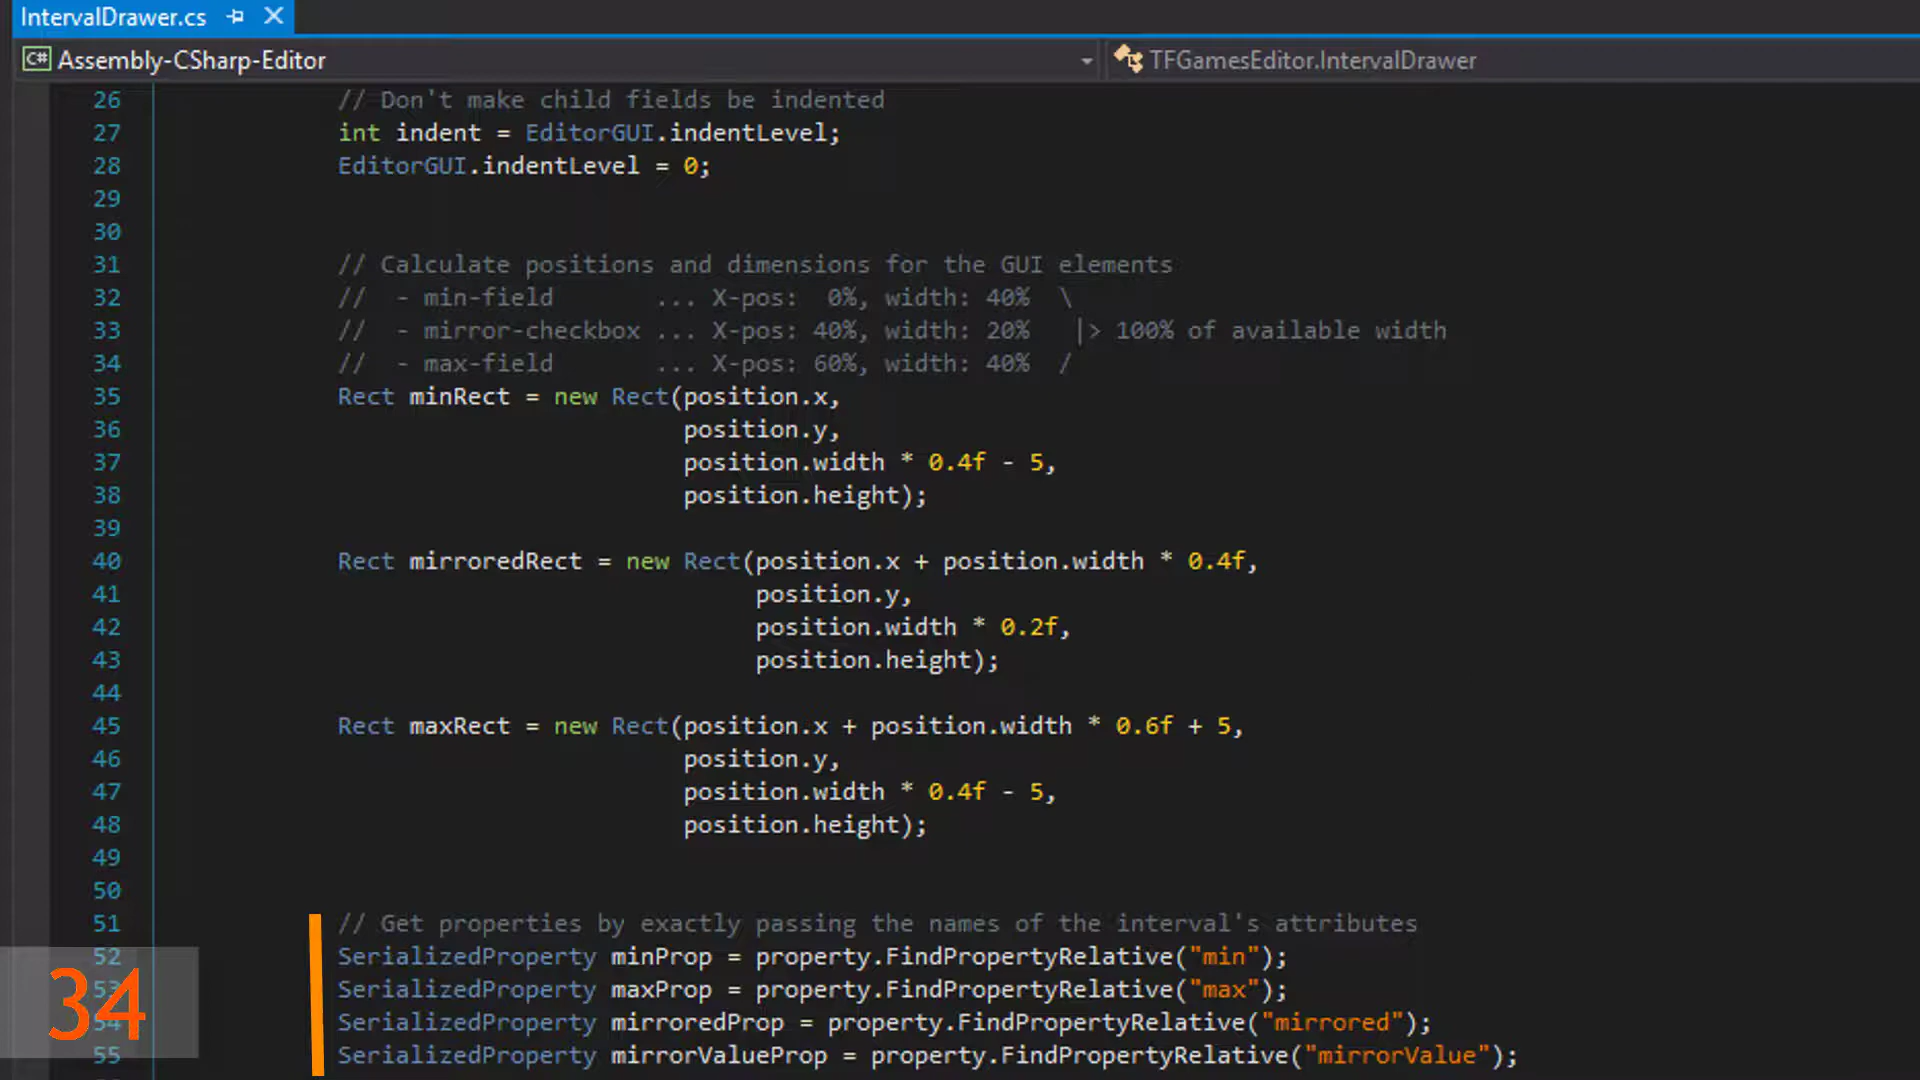 IntervalDrawer.cs
C# Assembly-CSharp-Editor TFGamesEditor.IntervalDrawer
26 // Don't make child fields be indented
27 int indent = EditorGUI.indentLevel;
28 EditorGUI.indentLevel = 0;
29
30
31 // Calculate positions and dimensions for the GUI elements
32 //  - min-field       ... X-pos:  0%, width: 40%  \
33 //  - mirror-checkbox ... X-pos: 40%, width: 20%   |> 100% of available width
34 //  - max-field       ... X-pos: 60%, width: 40%  /
35 Rect minRect = new Rect(position.x,
36 position.y,
37 position.width * 0.4f - 5,
38 position.height);
39
40 Rect mirroredRect = new Rect(position.x + position.width * 0.4f,
41 position.y,
42 position.width * 0.2f,
43 position.height);
44
45 Rect maxRect = new Rect(position.x + position.width * 0.6f + 5,
46 position.y,
47 position.width * 0.4f - 5,
48 position.height);
49
50
51 // Get properties by exactly passing the names of the interval's attributes
52 SerializedProperty minProp = property.FindPropertyRelative("min");
53 SerializedProperty maxProp = property.FindPropertyRelative("max");
54 SerializedProperty mirroredProp = property.FindPropertyRelative("mirrored");
55 SerializedProperty mirrorValueProp = property.FindPropertyRelative("mirrorValue");
34